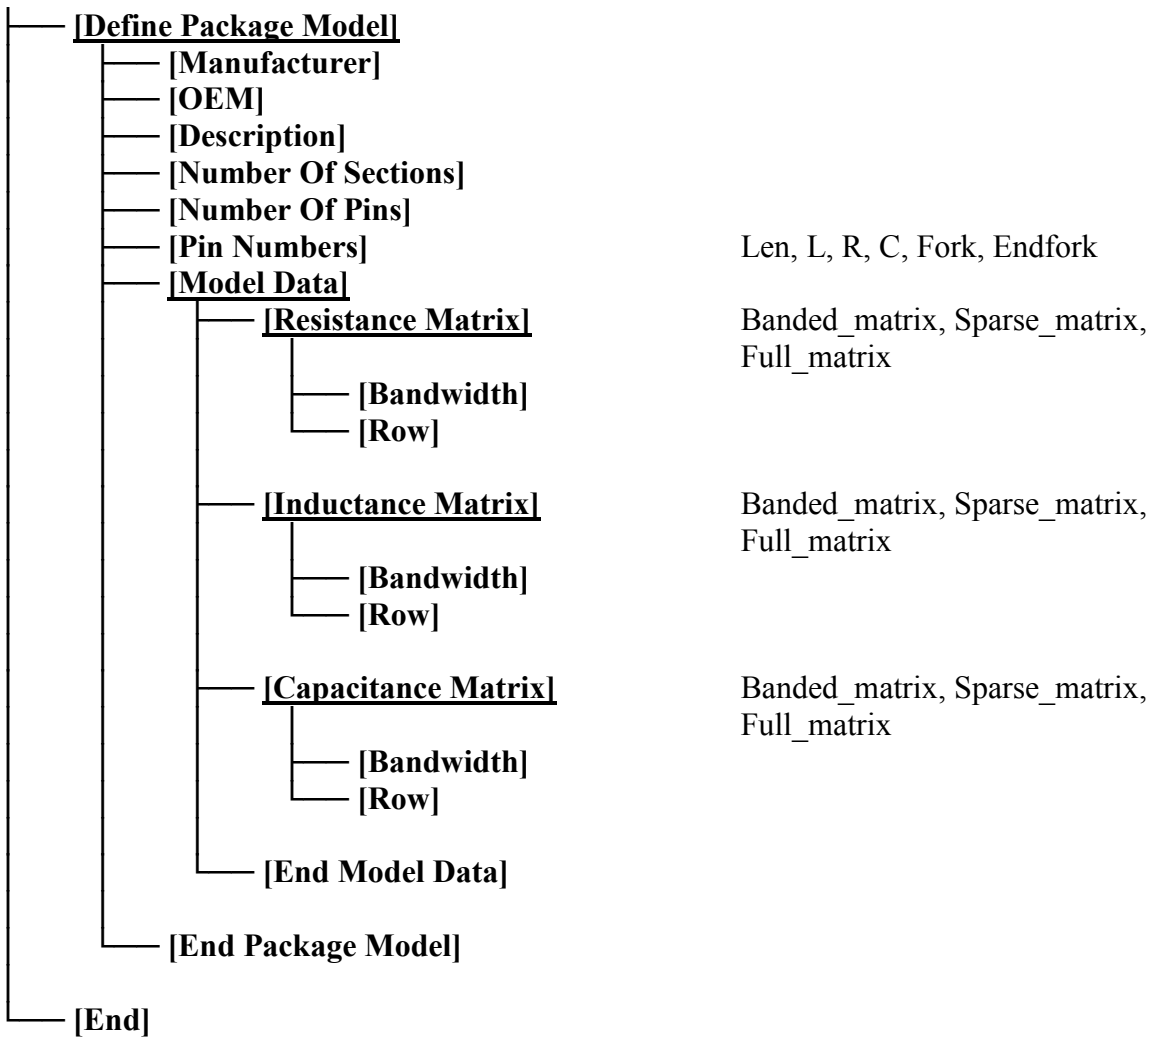 [Define Package Model]
[Manufacturer]
[OEM]
[Description]
[Number Of Sections]
[Number Of Pins]
[Pin Numbers] Len, L, R, C, Fork, Endfork
[Model Data]
[Resistance Matrix] Banded_matrix, Sparse_matrix,
Full_matrix
[Bandwidth]
[Row]
[Inductance Matrix] Banded_matrix, Sparse_matrix,
Full_matrix
[Bandwidth]
[Row]
[Capacitance Matrix] Banded_matrix, Sparse_matrix,
Full_matrix
[Bandwidth]
[Row]
[End Model Data]
[End Package Model]
[End]